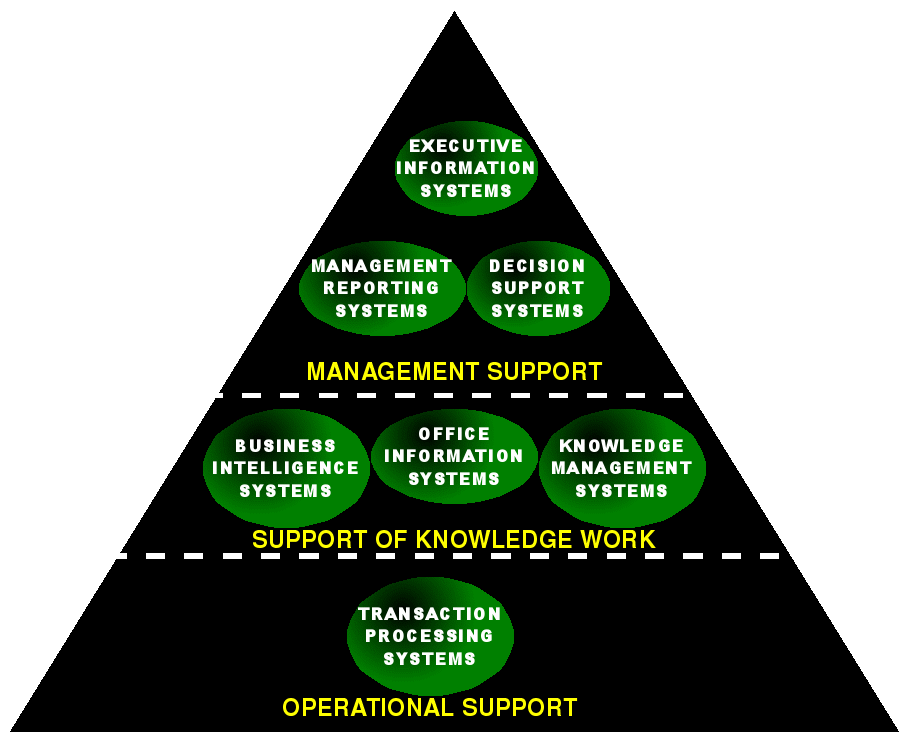 EXECUTIVE
INFORMATION
SYSTEMS
MANAGEMENT
REPORTING
SYSTEMS
DECISION
SUPPORT
SYSTEMS
MANAGEMENT SUPPORT
BUSINESS
INTELLIGENCE
SYSTEMS
OFFICE
INFORMATION
SYSTEMS
KNOWLEDGE
MANAGEMENT
SYSTEMS
SUPPORT OF KNOWLEDGE WORK
TRANSACTION
PROCESSING
SYSTEMS
OPERATIONAL SUPPORT